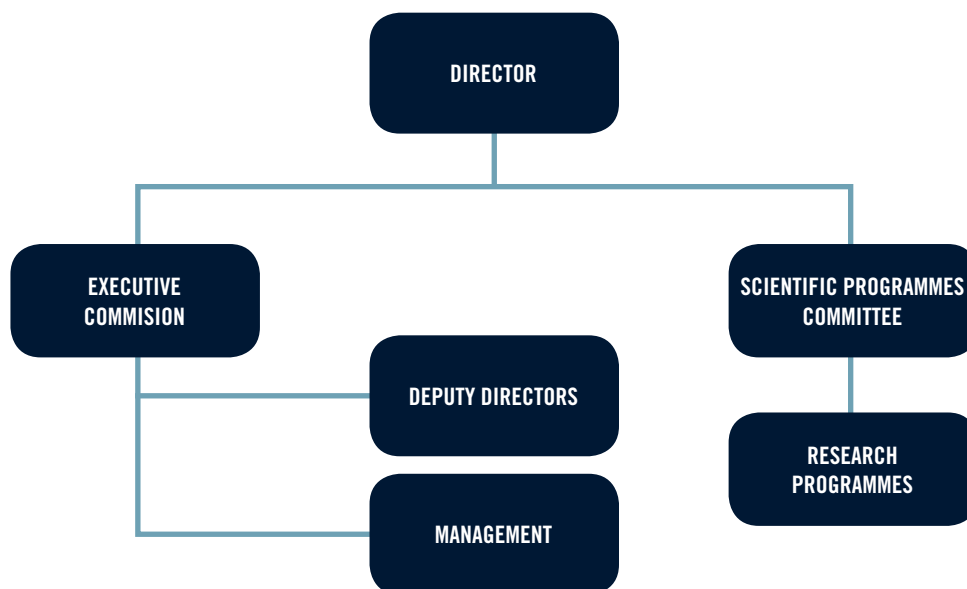 DIRECTOR
EXECUTIVE
COMMISION
SCIENTIFIC PROGRAMMES
COMMITTEE
DEPUTY DIRECTORS
RESEARCH
PROGRAMMES
MANAGEMENT